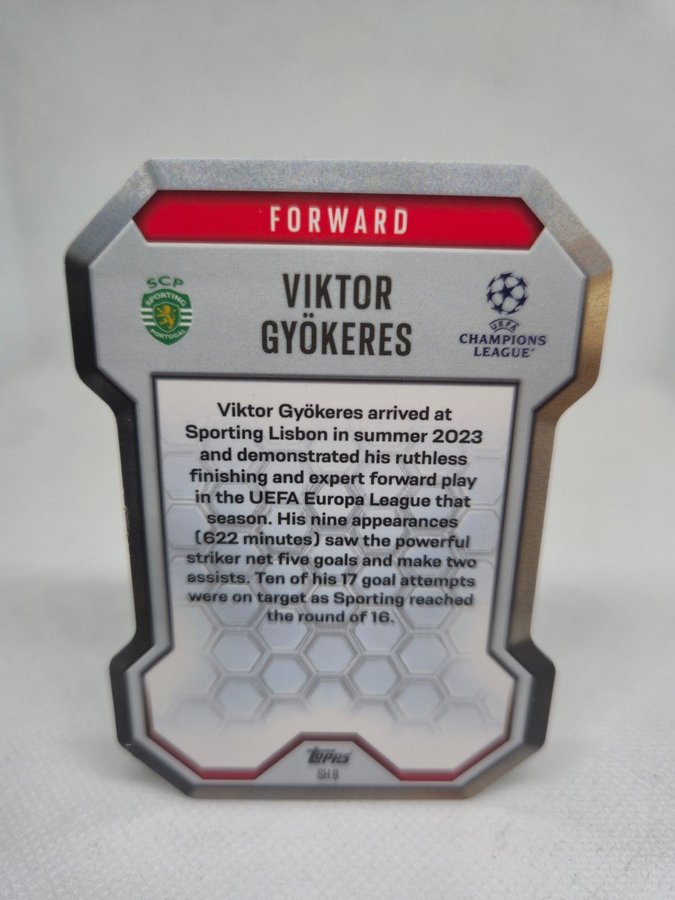 FORWARD
SCP
SPORTING
PORTUGAL
VIKTOR
GYÖKERES
UEFA
CHAMPIONS
LEAGUE
Viktor Gyökeres arrived at
Sporting Lisbon in summer 2023
and demonstrated his ruthless
finishing and expert forward play
in the UEFA Europa League that
season. His nine appearances
(622 minutes) saw the powerful
striker net five goals and make two
assists. Ten of his 17 goal attempts
were on target as Sporting reached
the round of 16.
Topps
SH 8